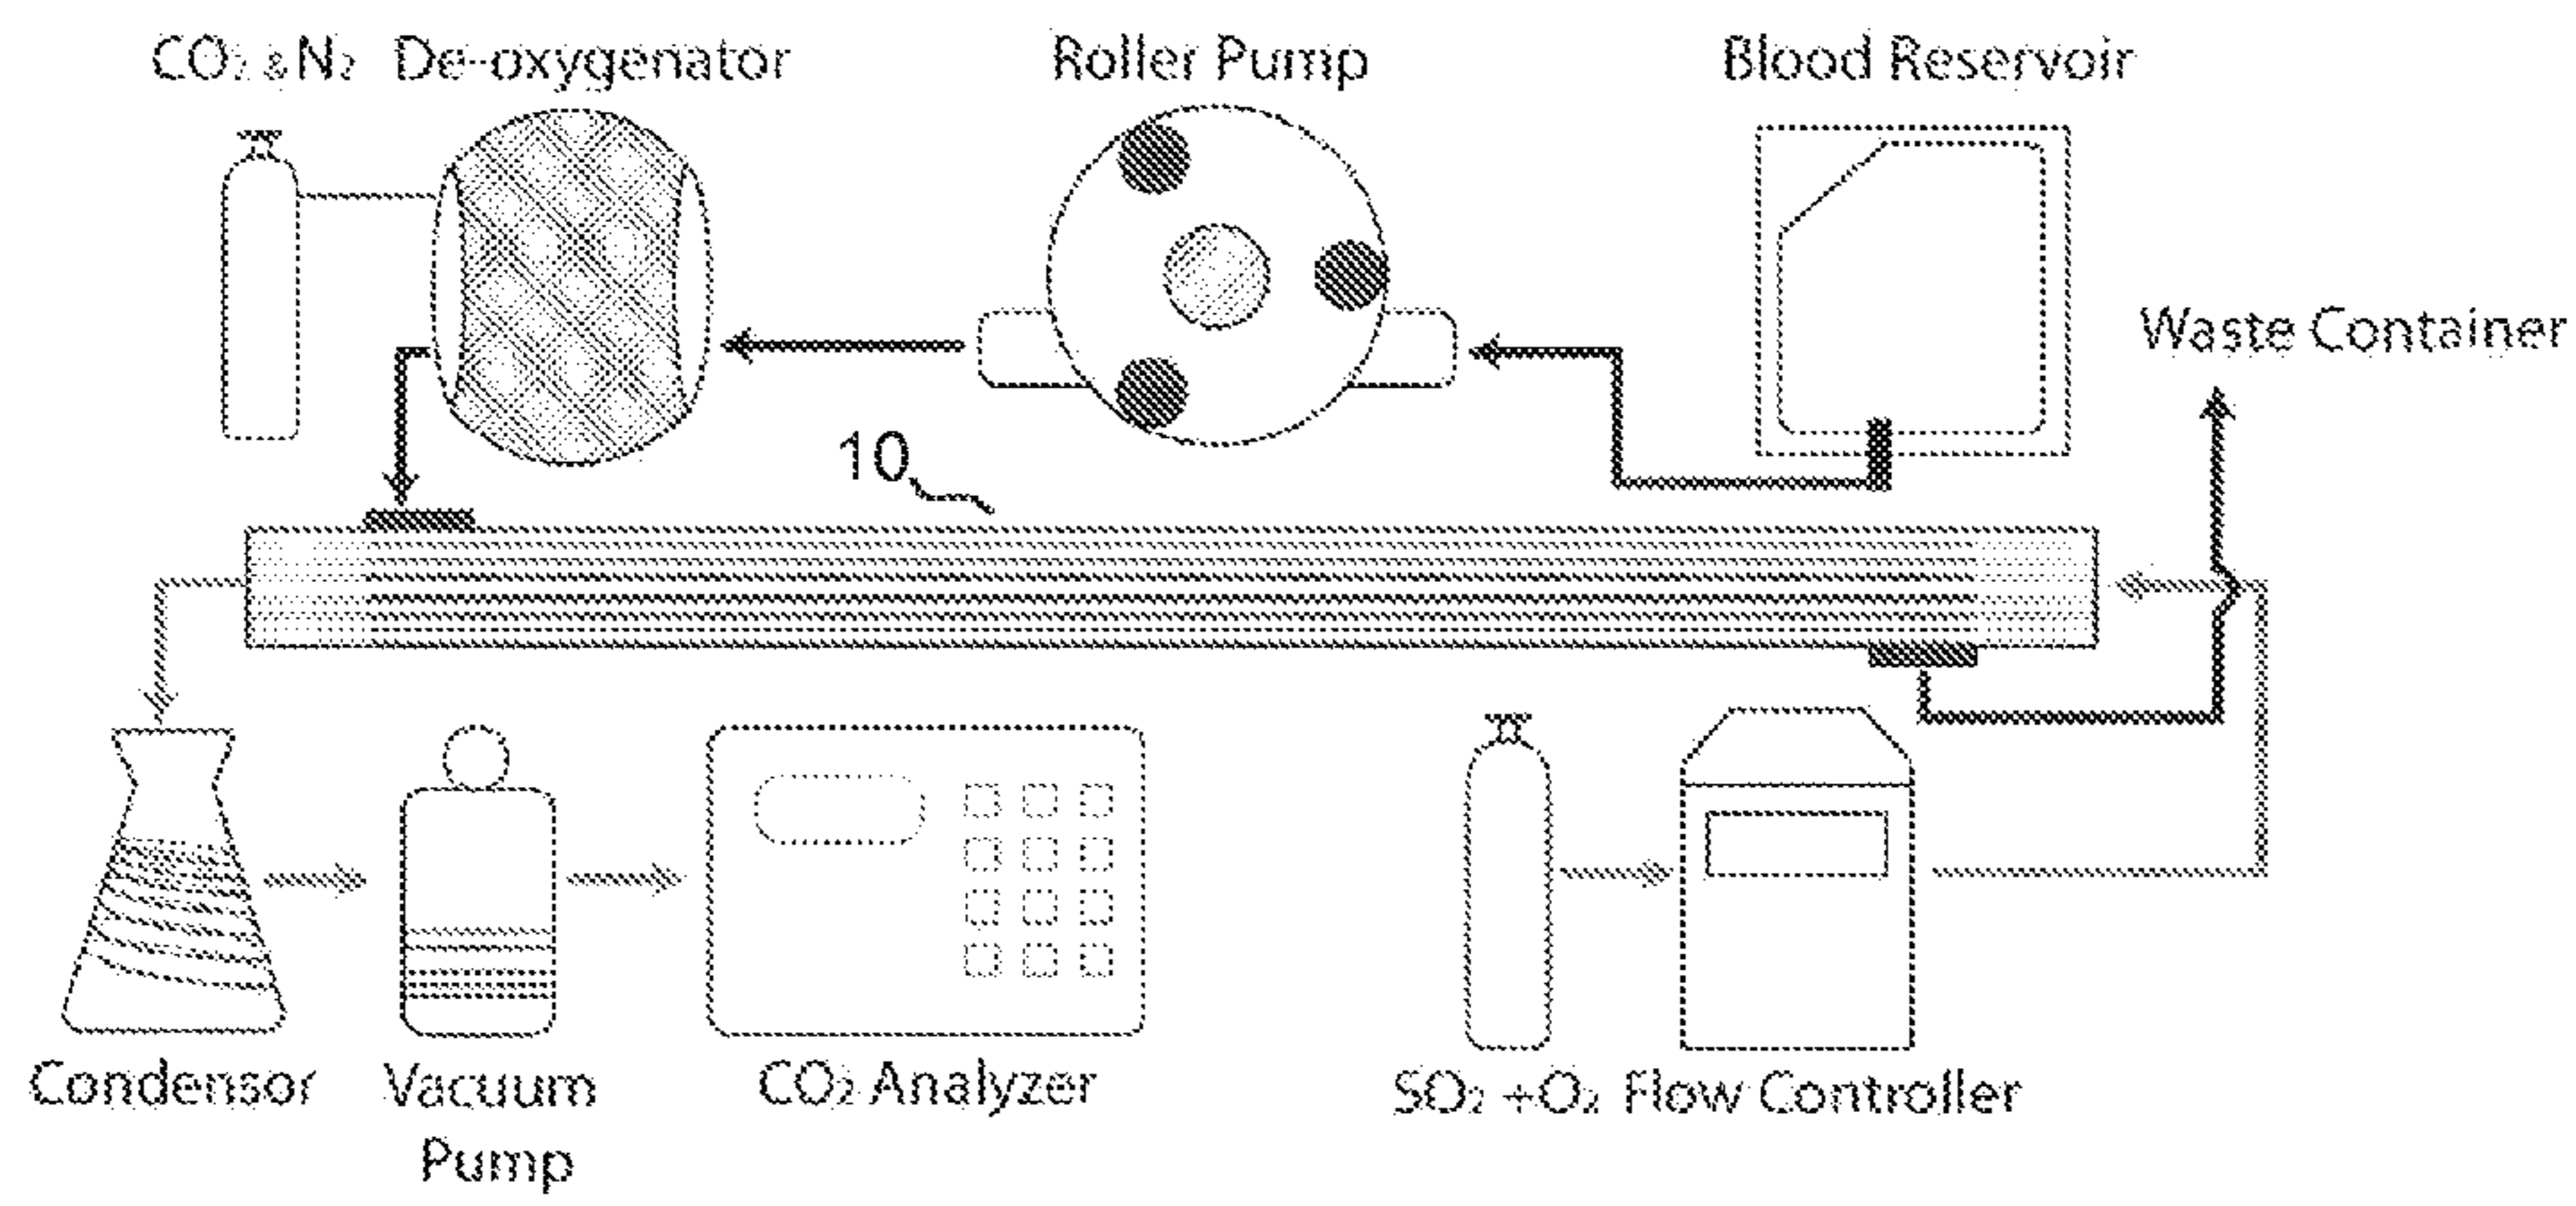 CO₂ & N₂ De-oxygenator
Roller Pump
Blood Reservoir
Waste Container
10
Condensor
Vacuum
Pump
CO₂ Analyzer
SO₂ +O₂ Flow Controller